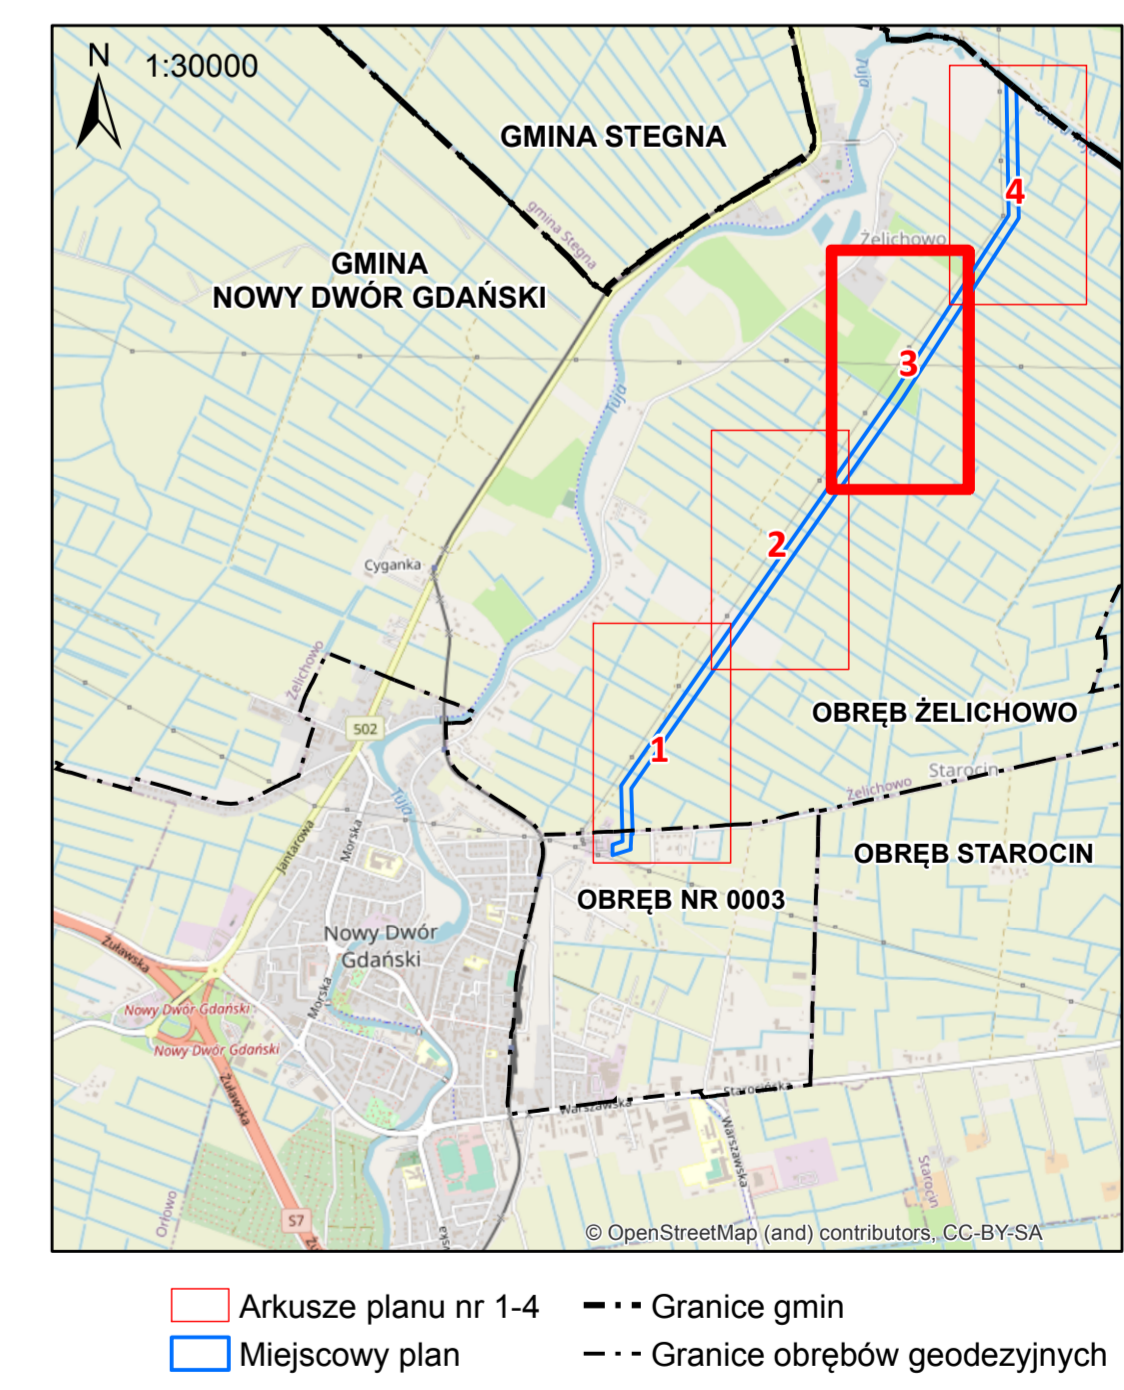 N
1:30000
Tuja
GMINA STEGNA
Stara Tuja
4
gmina Stegna
Żelichowo
GMINA
NOWY DWÓR GDAŃSKI
3
Tuja
2
Cyganka
Żelichowo
OBRĘB ŻELICHOWO
502
1
Starocin
Żelichowo
Tuja
Jantarowa
Morska
OBRĘB STAROCIN
OBRĘB NR 0003
Nowy Dwór
Gdański
Żuławska
Morska
Nowy Dwór Gdański
Nowy Dwór Gdański
Żuławska
Starocińska
Warszawska
Warszawska
Starocin
Orłowo
S7
© OpenStreetMap (and) contributors, CC-BY-SA
Arkusze planu nr 1-4
Granice gmin
Miejscowy plan
Granice obrębów geodezyjnych